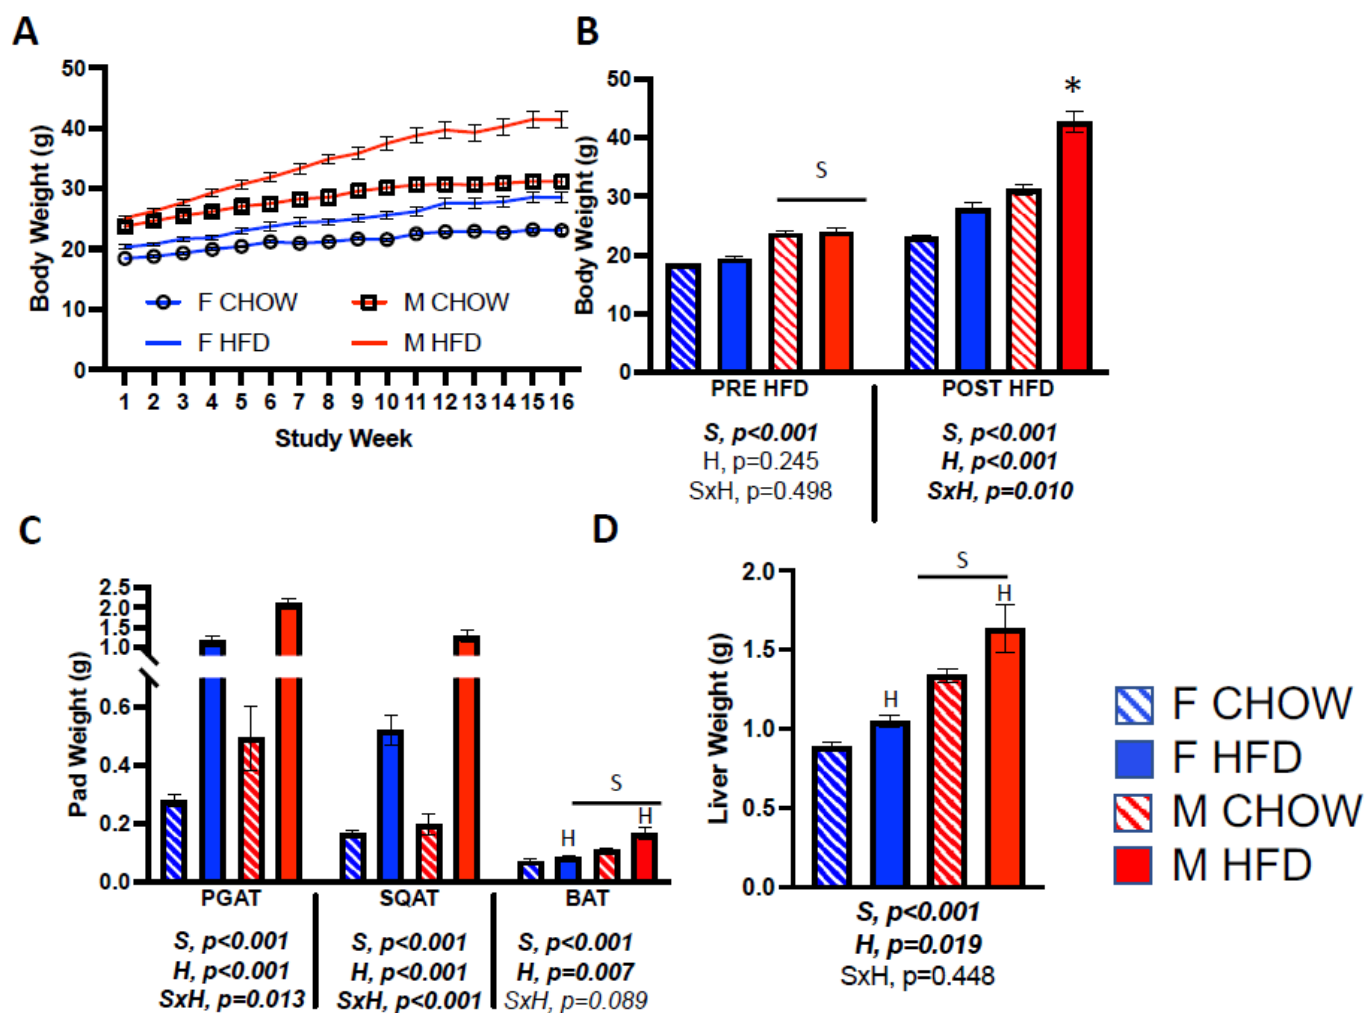 A
50
40
30
20
10
0
Body Weight (g)
F CHOW
M CHOW
F HFD
M HFD
1 2 3 4 5 6 7 8 9 10 11 12 13 14 15 16
Study Week
B
50
40
30
20
10
0
Body Weight (g)
S
*
PRE HFD
POST HFD
S, p<0.001
H, p=0.245
SxH, p=0.498
S, p<0.001
H, p<0.001
SxH, p=0.010
C
2.5
2.0
1.5
1.0
0.6
0.4
0.2
0.0
Pad Weight (g)
S
H
H
PGAT
SQAT
BAT
S, p<0.001
H, p<0.001
SxH, p=0.013
S, p<0.001
H, p<0.001
SxH, p<0.001
S, p<0.001
H, p=0.007
SxH, p=0.089
D
2.0
1.5
1.0
0.5
0.0
Liver Weight (g)
S
H
H
S, p<0.001
H, p=0.019
SxH, p=0.448
F CHOW
F HFD
M CHOW
M HFD